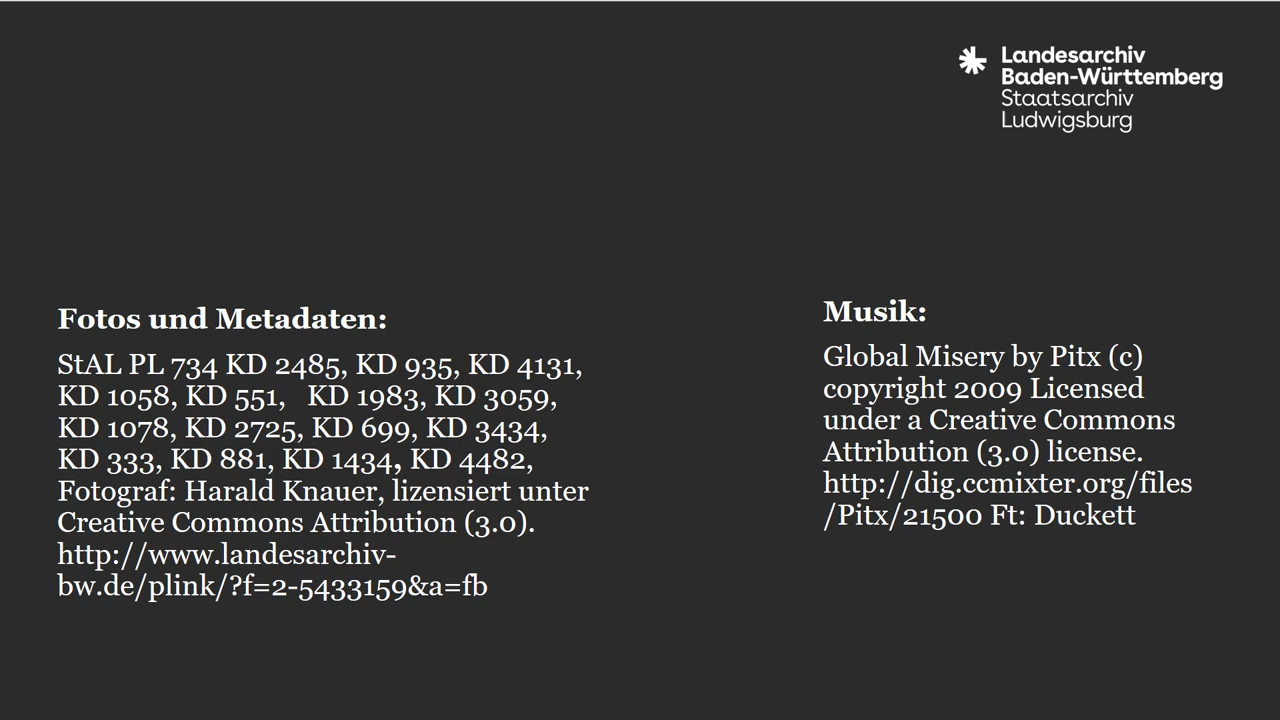 Landesarchiv
Baden-Württemberg
Staatsarchiv
Ludwigsburg
Fotos und Metadaten:
StAL PL 734 KD 2485, KD 935, KD 4131,
KD 1058, KD 551, KD 1983, KD 3059,
KD 1078, KD 2725, KD 699, KD 3434,
KD 333, KD 881, KD 1434, KD 4482,
Fotograf: Harald Knauer, lizensiert unter
Creative Commons Attribution (3.0).
http://www.landesarchiv-
bw.de/plink/?f=2-5433159&a=fb
Musik:
Global Misery by Pitx (c)
copyright 2009 Licensed
under a Creative Commons
Attribution (3.0) license.
http://dig.ccmixter.org/files
/Pitx/21500 Ft: Duckett